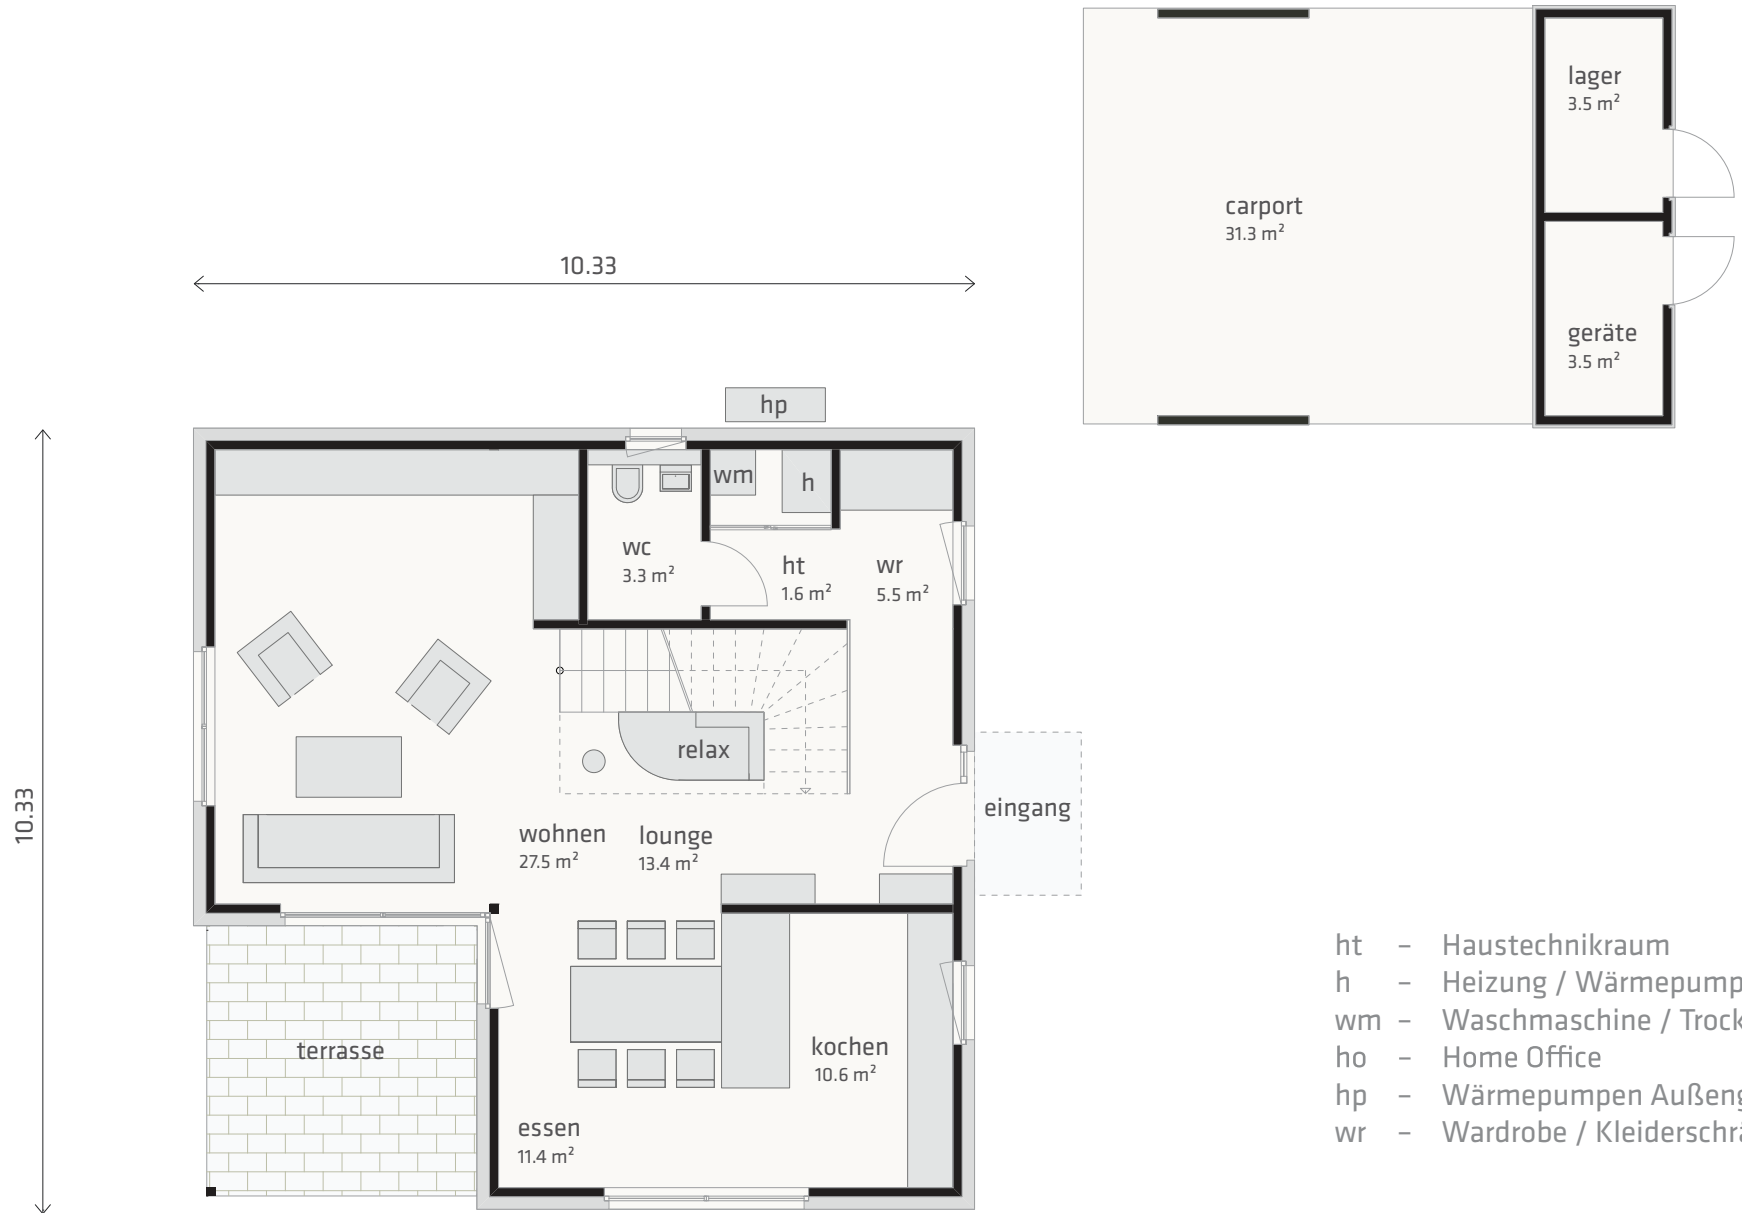 lager
3.5 m²
carport
31.3 m²
geräte
3.5 m²
10.33
10.33
hp
wm
h
wc
3.3 m²
ht
1.6 m²
wr
5.5 m²
relax
eingang
wohnen
27.5 m²
lounge
13.4 m²
terrasse
kochen
10.6 m²
essen
11.4 m²
ht – Haustechnikraum
h – Heizung / Wärmepump
wm – Waschmaschine / Trock
ho – Home Office
hp – Wärmepumpen Außeng
wr – Wardrobe / Kleiderschrä